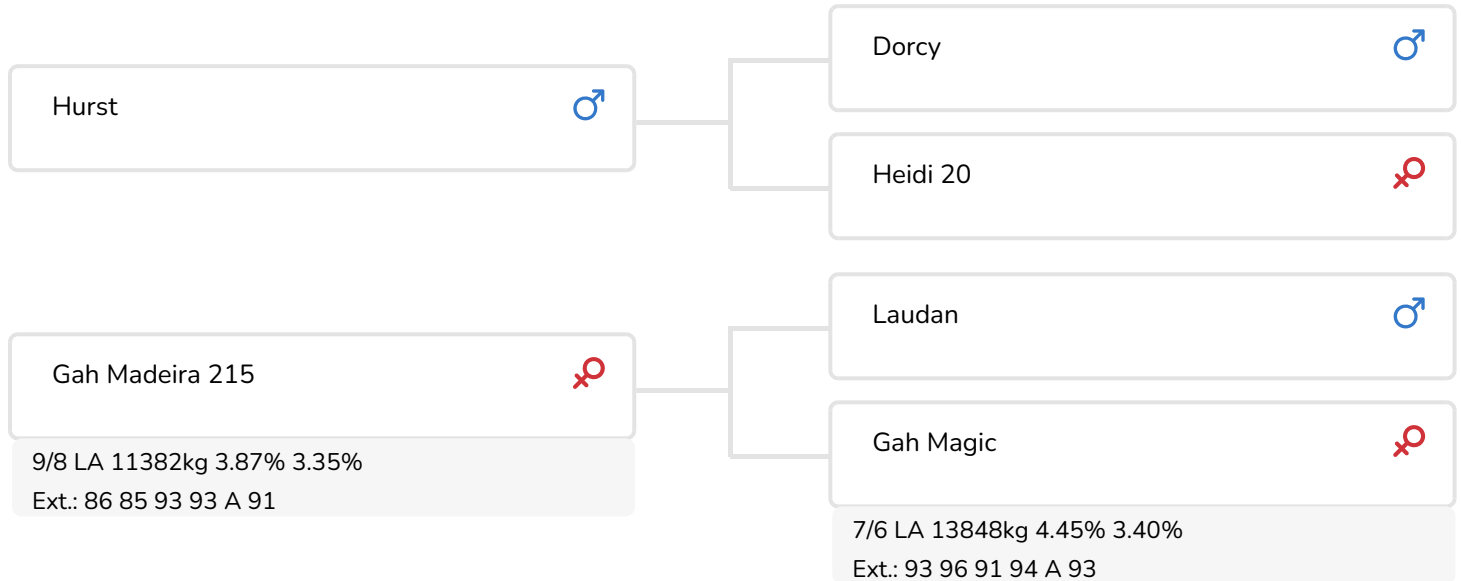 Dorcy
Hurst
Heidi 20
Laudan
Gah Madeira 215
9/8 LA 11382kg 3.87% 3.35%
Ext.: 86 85 93 93 A 91
Gah Magic
7/6 LA 13848kg 4.45% 3.40%
Ext.: 93 96 91 94 A 93